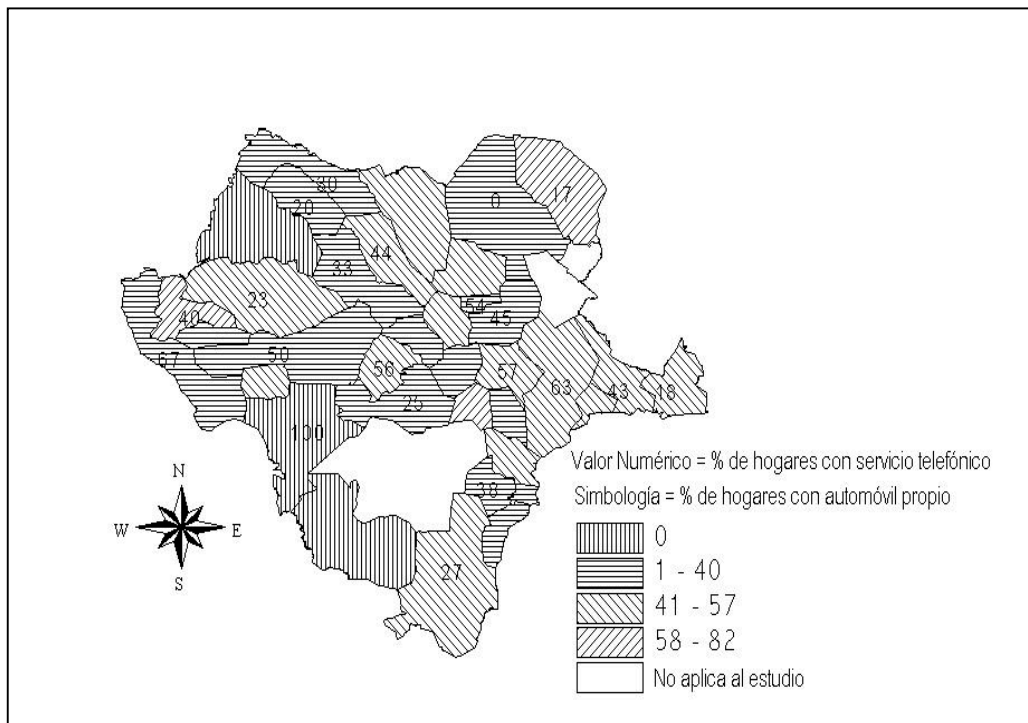 80
0
17
20
44
33
23
54
40
45
67
50
56
57
63
43
18
25
100
38
27
Valor Numérico = % de hogares con servicio telefónico
Simbología = % de hogares con automóvil propio
N
W E
S
0
1 - 40
41 - 57
58 - 82
No aplica al estudio